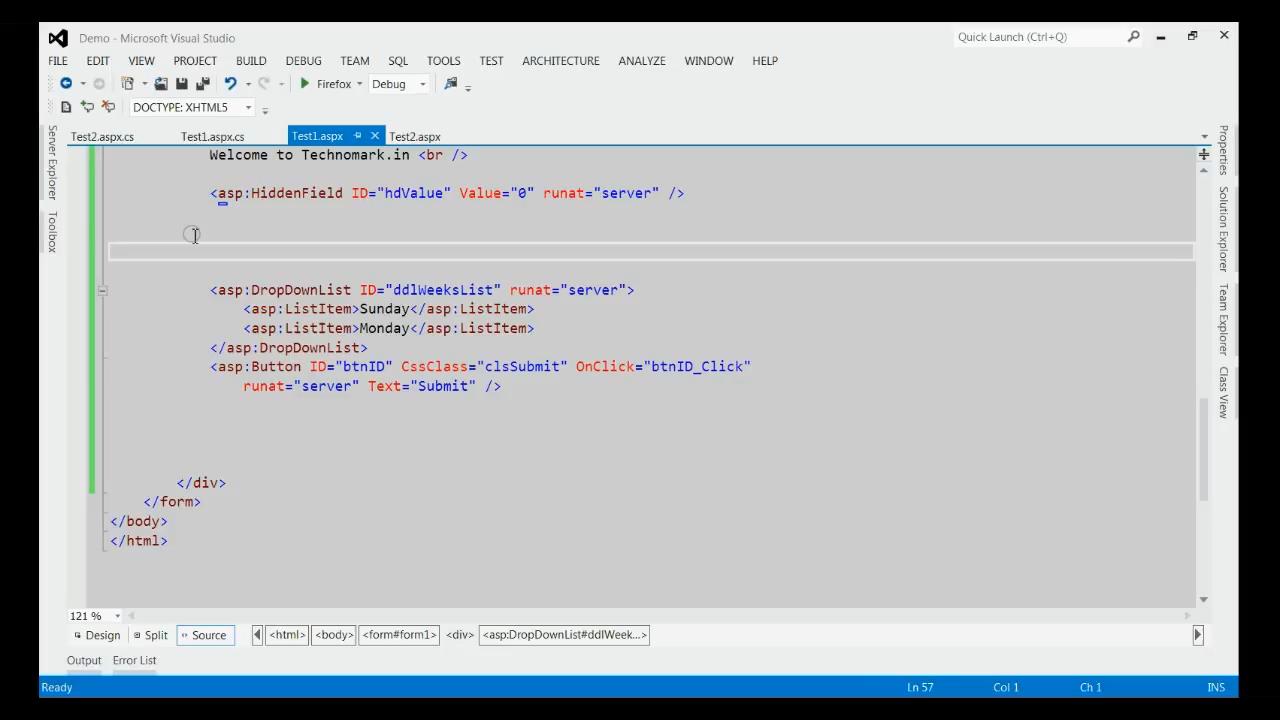 Demo - Microsoft Visual Studio
Quick Launch (Ctrl+Q)
FILE EDIT VIEW PROJECT BUILD DEBUG TEAM SQL TOOLS TEST ARCHITECTURE ANALYZE WINDOW HELP
Firefox Debug
DOCTYPE: XHTML5
Test2.aspx.cs Test1.aspx.cs Test1.aspx Test2.aspx
Server Explorer
Toolbox
Welcome to Technomark.in <br />
<asp:HiddenField ID="hdValue" Value="0" runat="server" />
<asp:DropDownList ID="ddlWeeksList" runat="server">
<asp:ListItem>Sunday</asp:ListItem>
<asp:ListItem>Monday</asp:ListItem>
</asp:DropDownList>
<asp:Button ID="btnID" CssClass="clsSubmit" OnClick="btnID_Click"
runat="server" Text="Submit" />
</div>
</form>
</body>
</html>
Properties
Solution Explorer
Team Explorer
Class View
121 %
Design Split Source <html> <body> <form#form1> <div> <asp:DropDownList#ddlWeek...>
Output Error List
Ready Ln 57 Col 1 Ch 1 INS